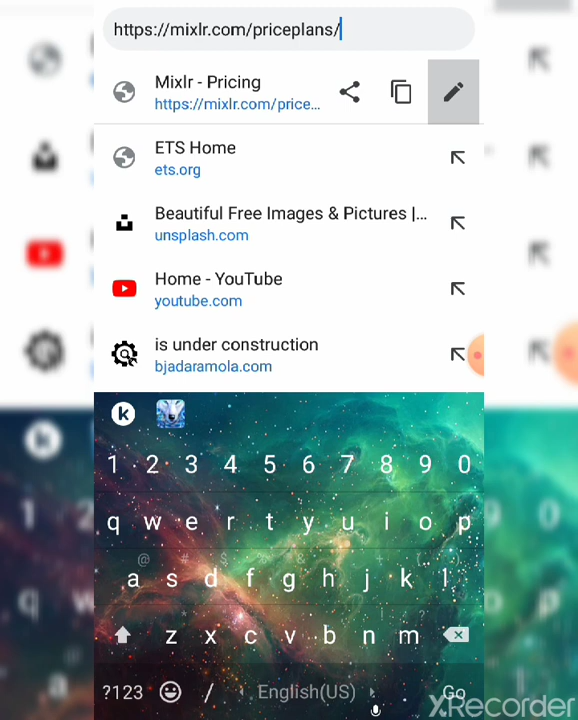 https://mixlr.com/priceplans/
Mixlr - Pricing
https://mixlr.com/price...
ETS Home
ets.org
Beautiful Free Images & Pictures |...
unsplash.com
Home - YouTube
youtube.com
is under construction
bjadaramola.com
1 2 3 4 5 6 7 8 9 0
q w e r t y u i o p
a s d f g h j k l
z x c v b n m
?123 / English(US) . Go
XRecorder